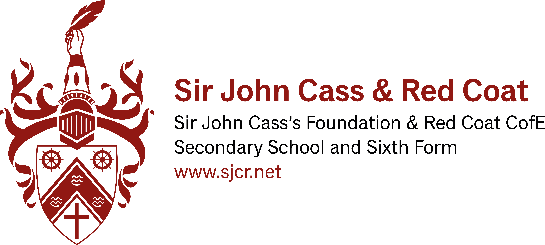 Sir John Cass & Red Coat
Sir John Cass's Foundation & Red Coat CofE
Secondary School and Sixth Form
www.sjcr.net